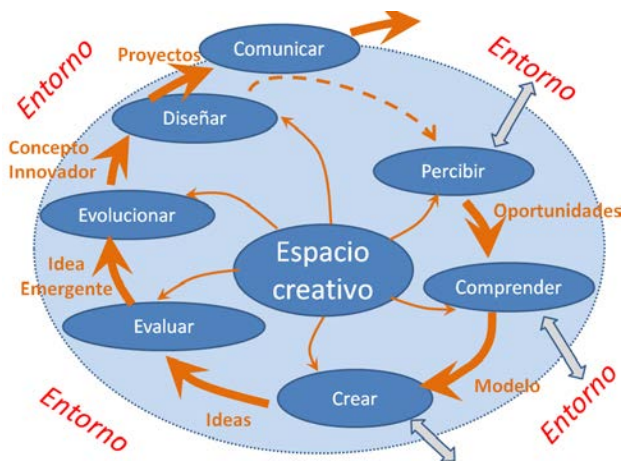 Comunicar
Proyectos
Entorno
Entorno
Diseñar
Concepto
Innovador
Percibir
Evolucionar
Oportunidades
Espacio
creativo
Idea
Emergente
Comprender
Evaluar
Modelo
Crear
Ideas
Entorno
Entorno